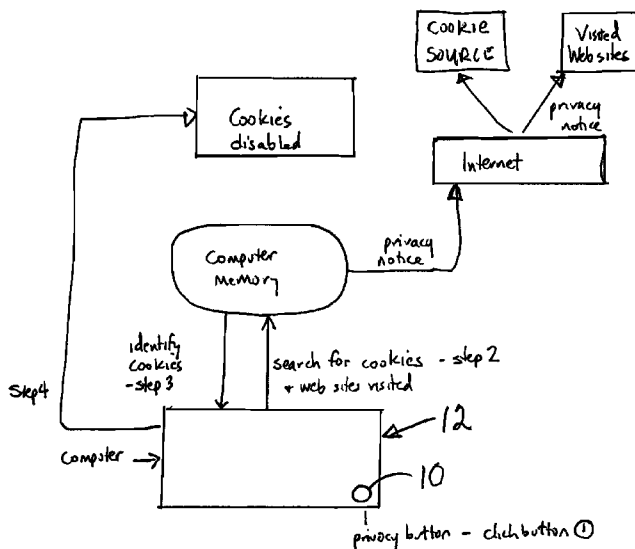 COOKIE
SOURCE
Visited
Web sites
privacy
notice
Cookies
disabled
Internet
Computer
Memory
privacy
notice
identify
cookies
-step 3
search for cookies - step 2
+ web sites visited
Step4
12
Computer
10
privacy button - click button ①